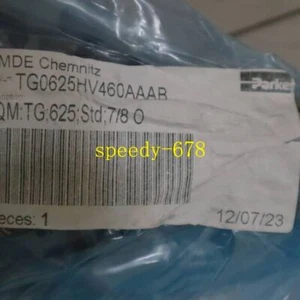 MDE Chemnitz
TG0625HV460AAAB
Parker
QM:TG;625;Std;7/8 O
speedy-678
eces: 1
12/07/23